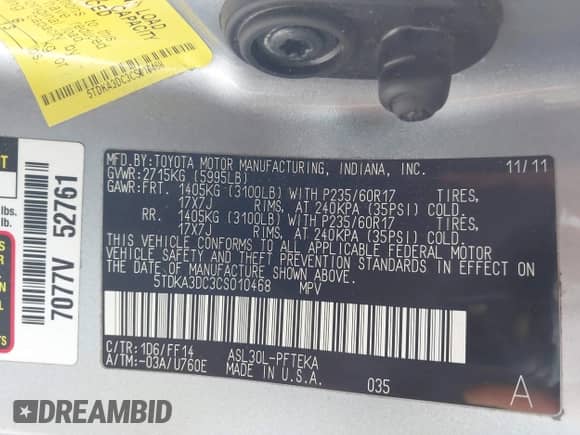 LOAD
CAPACITY
5TDKA3DC3CS010468
7077V 52761
lbs.
lb.
MFD.BY: TOYOTA MOTOR MANUFACTURING, INDIANA, INC. 11/11
GVWR: 2715KG (5995LB)
GAWR: FRT. 1405KG (3100LB) WITH P235/60R17 TIRES,
17X7J RIMS, AT 240KPA (35PSI) COLD.
RR. 1405KG (3100LB) WITH P235/60R17 TIRES,
17X7J RIMS, AT 240KPA (35PSI) COLD.
THIS VEHICLE CONFORMS TO ALL APPLICABLE FEDERAL MOTOR
VEHICLE SAFETY AND THEFT PREVENTION STANDARDS IN EFFECT ON
THE DATE OF MANUFACTURE SHOWN ABOVE.
5TDKA3DC3CS010468 MPV
C/TR: 1D6/FF14 ASL30L-PFTEKA
A/TM: -03A/U760E MADE IN U.S.A. 035 A
DREAMBID